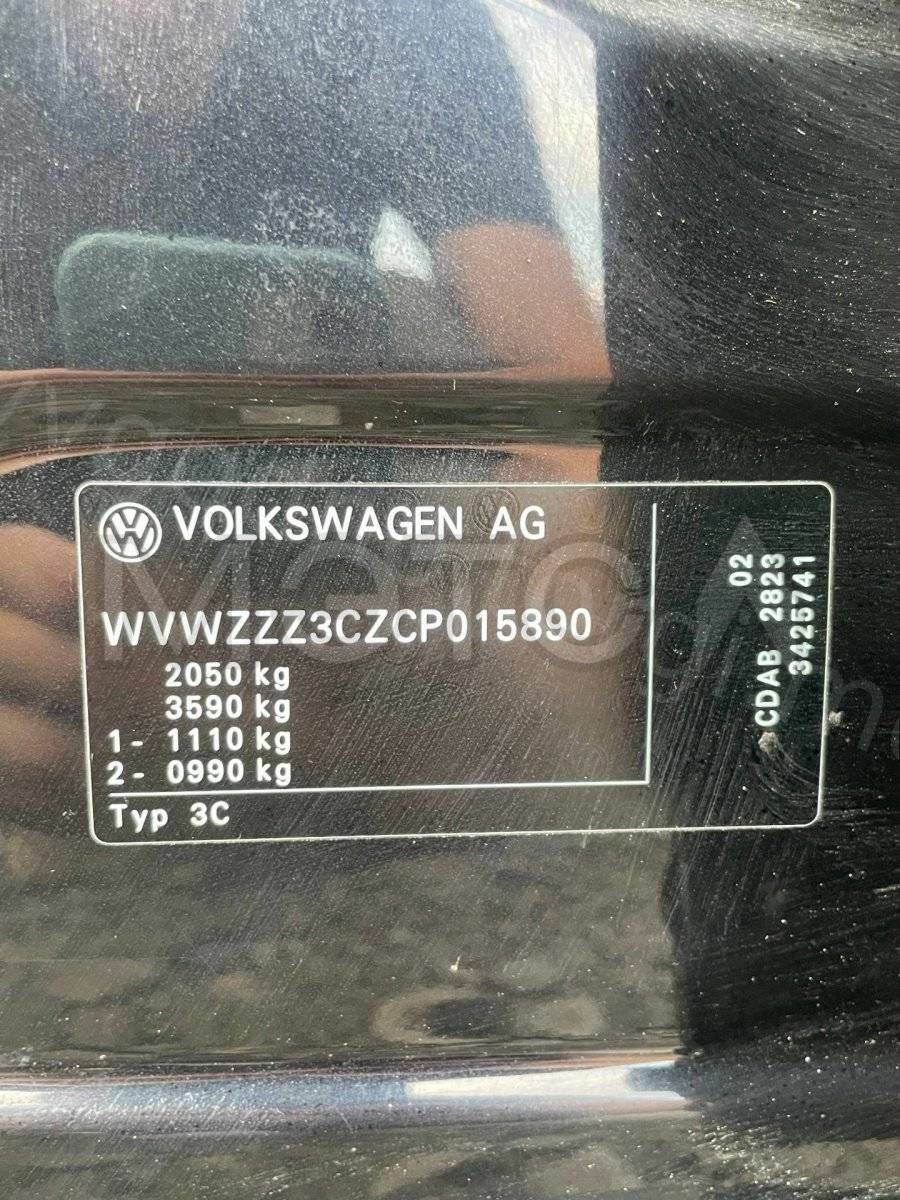 VOLKSWAGEN AG
WVWZZZ3CZCP015890
2050 kg
3590 kg
1- 1110 kg
2- 0990 kg
Typ 3C
02
CDAB 2823
3425741